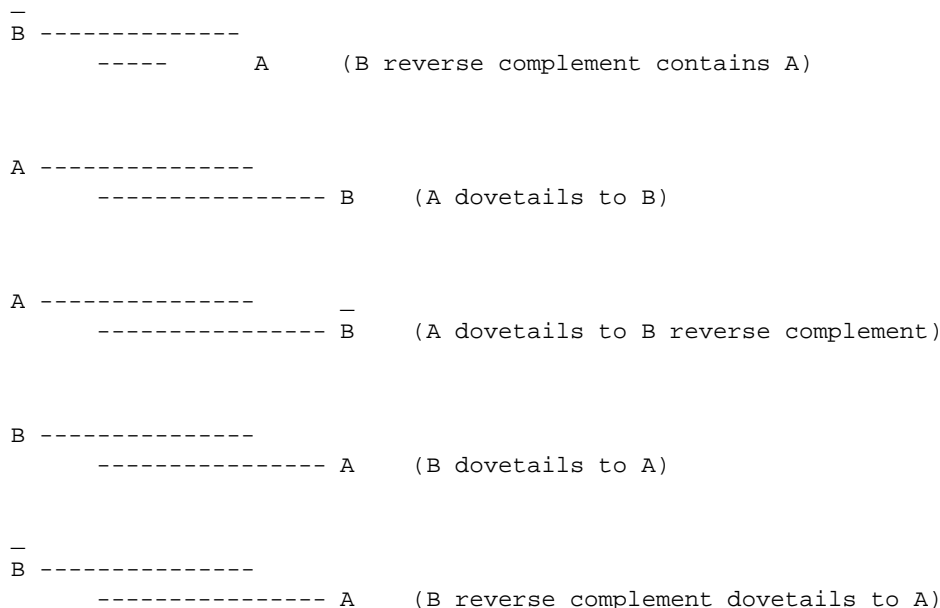 _
B --------------
      -----      A     (B reverse complement contains A)
A ---------------
      ---------------- B    (A dovetails to B)
A ---------------      _
      ---------------- B    (A dovetails to B reverse complement)
B ---------------
      ---------------- A    (B dovetails to A)
_
B ---------------
      ---------------- A    (B reverse complement dovetails to A)